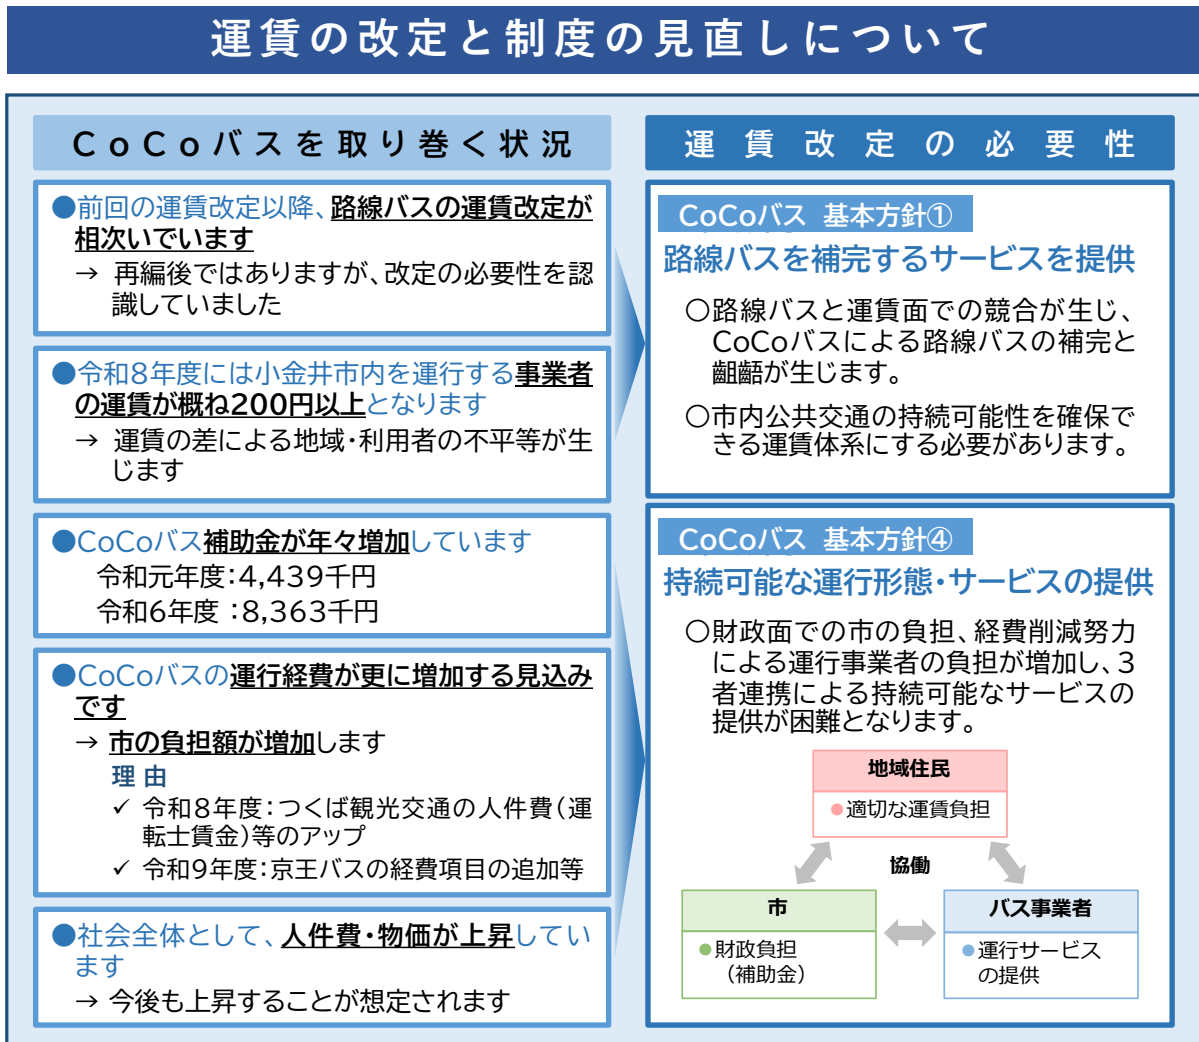 運賃の改定と制度の見直しについて
CoCoバスを取り巻く状況
●前回の運賃改定以降、路線バスの運賃改定が
相次いでいます
→ 再編後ではありますが、改定の必要性を認
識していました
●令和8年度には小金井市内を運行する事業者
の運賃が概ね200円以上となります
→ 運賃の差による地域・利用者の不平等が生
じます
●CoCoバス補助金が年々増加しています
令和元年度：4,439千円
令和6年度 ：8,363千円
●CoCoバスの運行経費が更に増加する見込み
です
→ 市の負担額が増加します
理由
✓ 令和8年度：つくば観光交通の人件費（運
転士賃金）等のアップ
✓ 令和9年度：京王バスの経費項目の追加等
●社会全体として、人件費・物価が上昇してい
ます
→ 今後も上昇することが想定されます
運賃改定の必要性
CoCoバス 基本方針①
路線バスを補完するサービスを提供
○路線バスと運賃面での競合が生じ、
CoCoバスによる路線バスの補完と
齟齬が生じます。
○市内公共交通の持続可能性を確保で
きる運賃体系にする必要があります。
CoCoバス 基本方針④
持続可能な運行形態・サービスの提供
○財政面での市の負担、経費削減努力
による運行事業者の負担が増加し、3
者連携による持続可能なサービスの
提供が困難となります。
地域住民
●適切な運賃負担
協働
市
●財政負担
（補助金）
バス事業者
●運行サービス
の提供